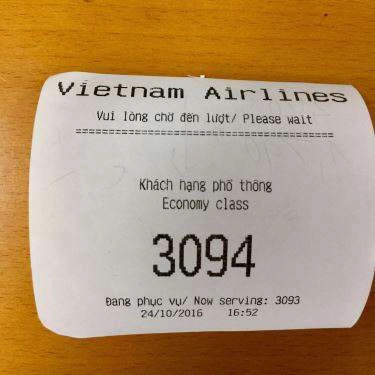 Vietnam Airlines
Vui lòng chờ đến lượt/ Please wait
=====================================
Khách hạng phổ thông
Economy class
3094
Đang phục vụ/ Now serving: 3093
24/10/2016 16:52